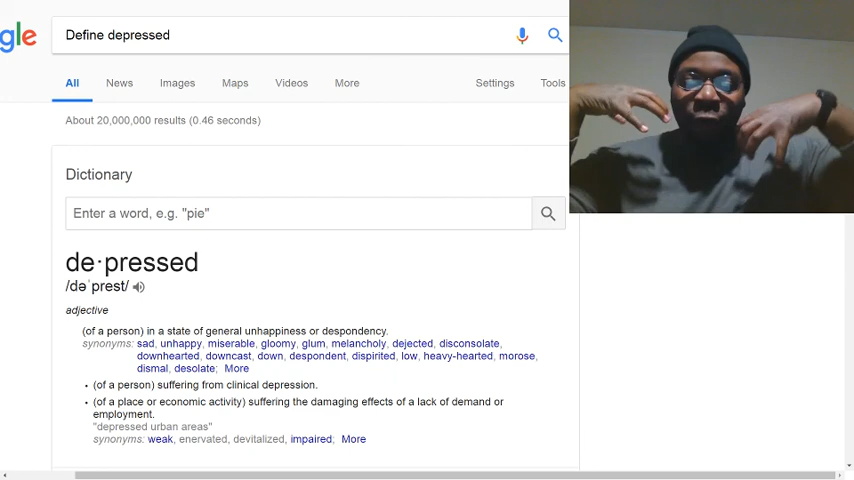 gle
Define depressed
All News Images Maps Videos More Settings Tools
About 20,000,000 results (0.46 seconds)
Dictionary
Enter a word, e.g. "pie"
de·pressed
/dəˈprest/
adjective
(of a person) in a state of general unhappiness or despondency.
synonyms: sad, unhappy, miserable, gloomy, glum, melancholy, dejected, disconsolate,
downhearted, downcast, down, despondent, dispirited, low, heavy-hearted, morose,
dismal, desolate; More
• (of a person) suffering from clinical depression.
• (of a place or economic activity) suffering the damaging effects of a lack of demand or
employment.
"depressed urban areas"
synonyms: weak, enervated, devitalized, impaired; More